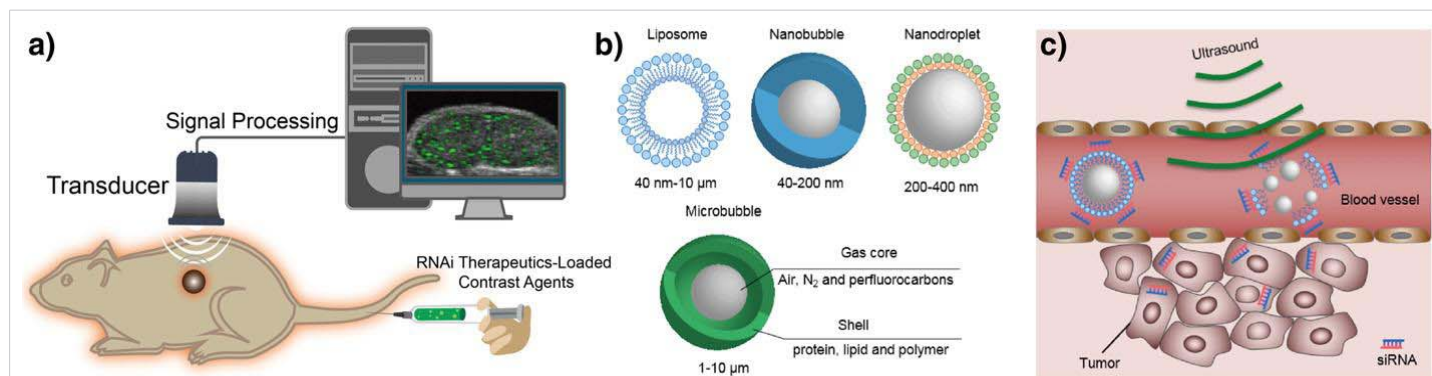 a)
Signal Processing
Transducer
RNAi Therapeutics-Loaded
Contrast Agents
b)
Liposome
Nanobubble
Nanodroplet
40 nm-10 µm
40-200 nm
200-400 nm
Microbubble
Gas core
Air, N₂ and perfluorocarbons
Shell
protein, lipid and polymer
1-10 µm
c)
Ultrasound
Blood vessel
Tumor
siRNA